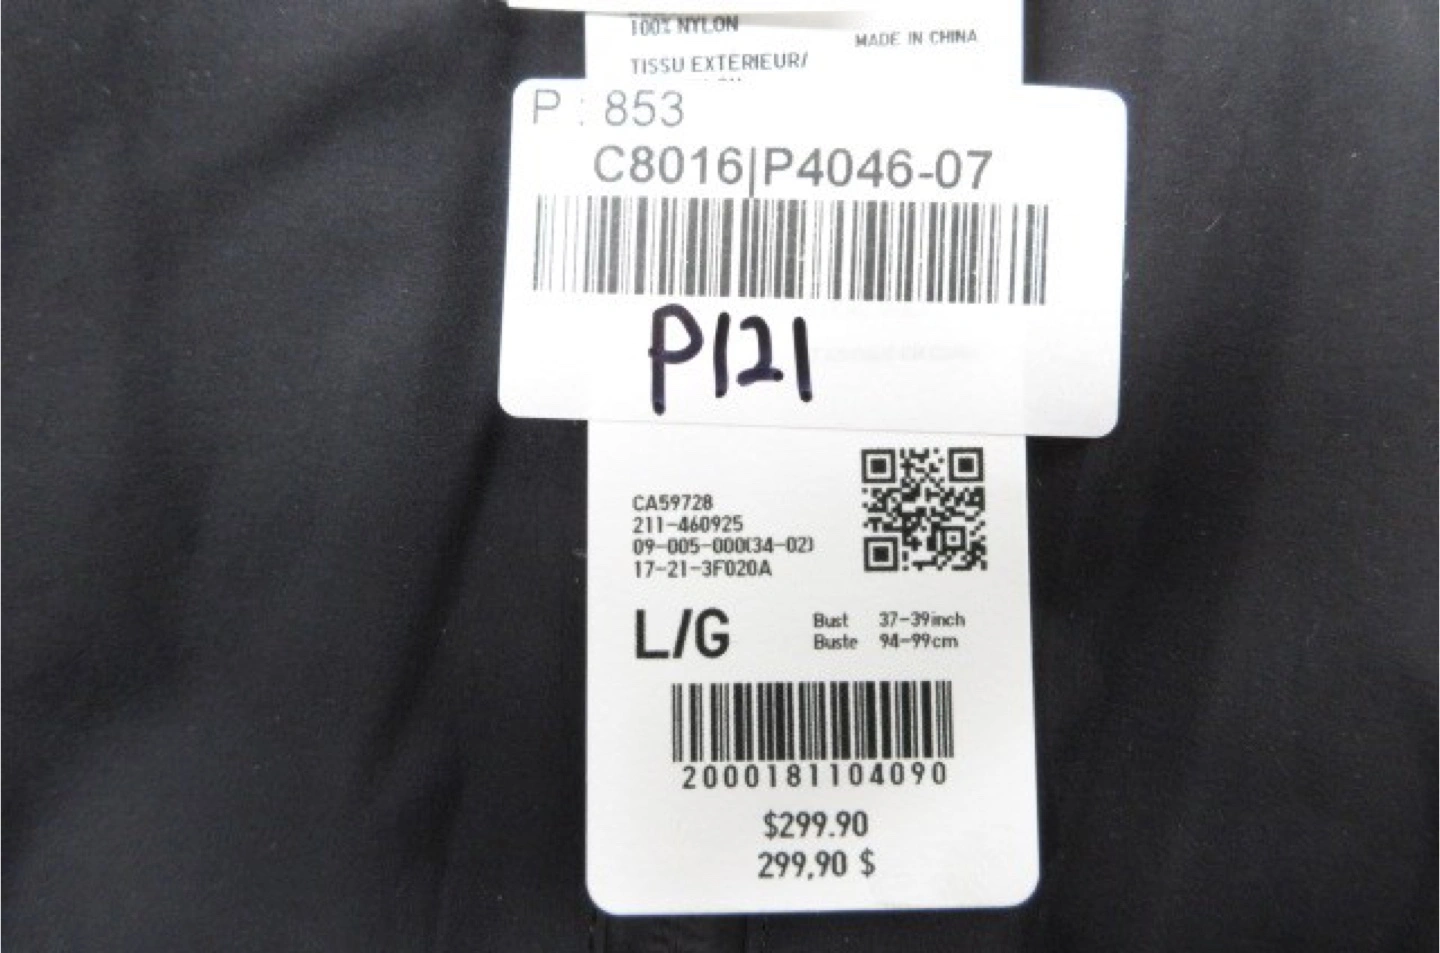 100% NYLON
MADE IN CHINA
TISSU EXTERIEUR/
P : 853
C8016|P4046-07
P121
CA59728
211-460925
09-005-000(34-02)
17-21-3F020A
L/G
Bust 37-39inch
Buste 94-99cm
2000181104090
$299.90
299,90 $